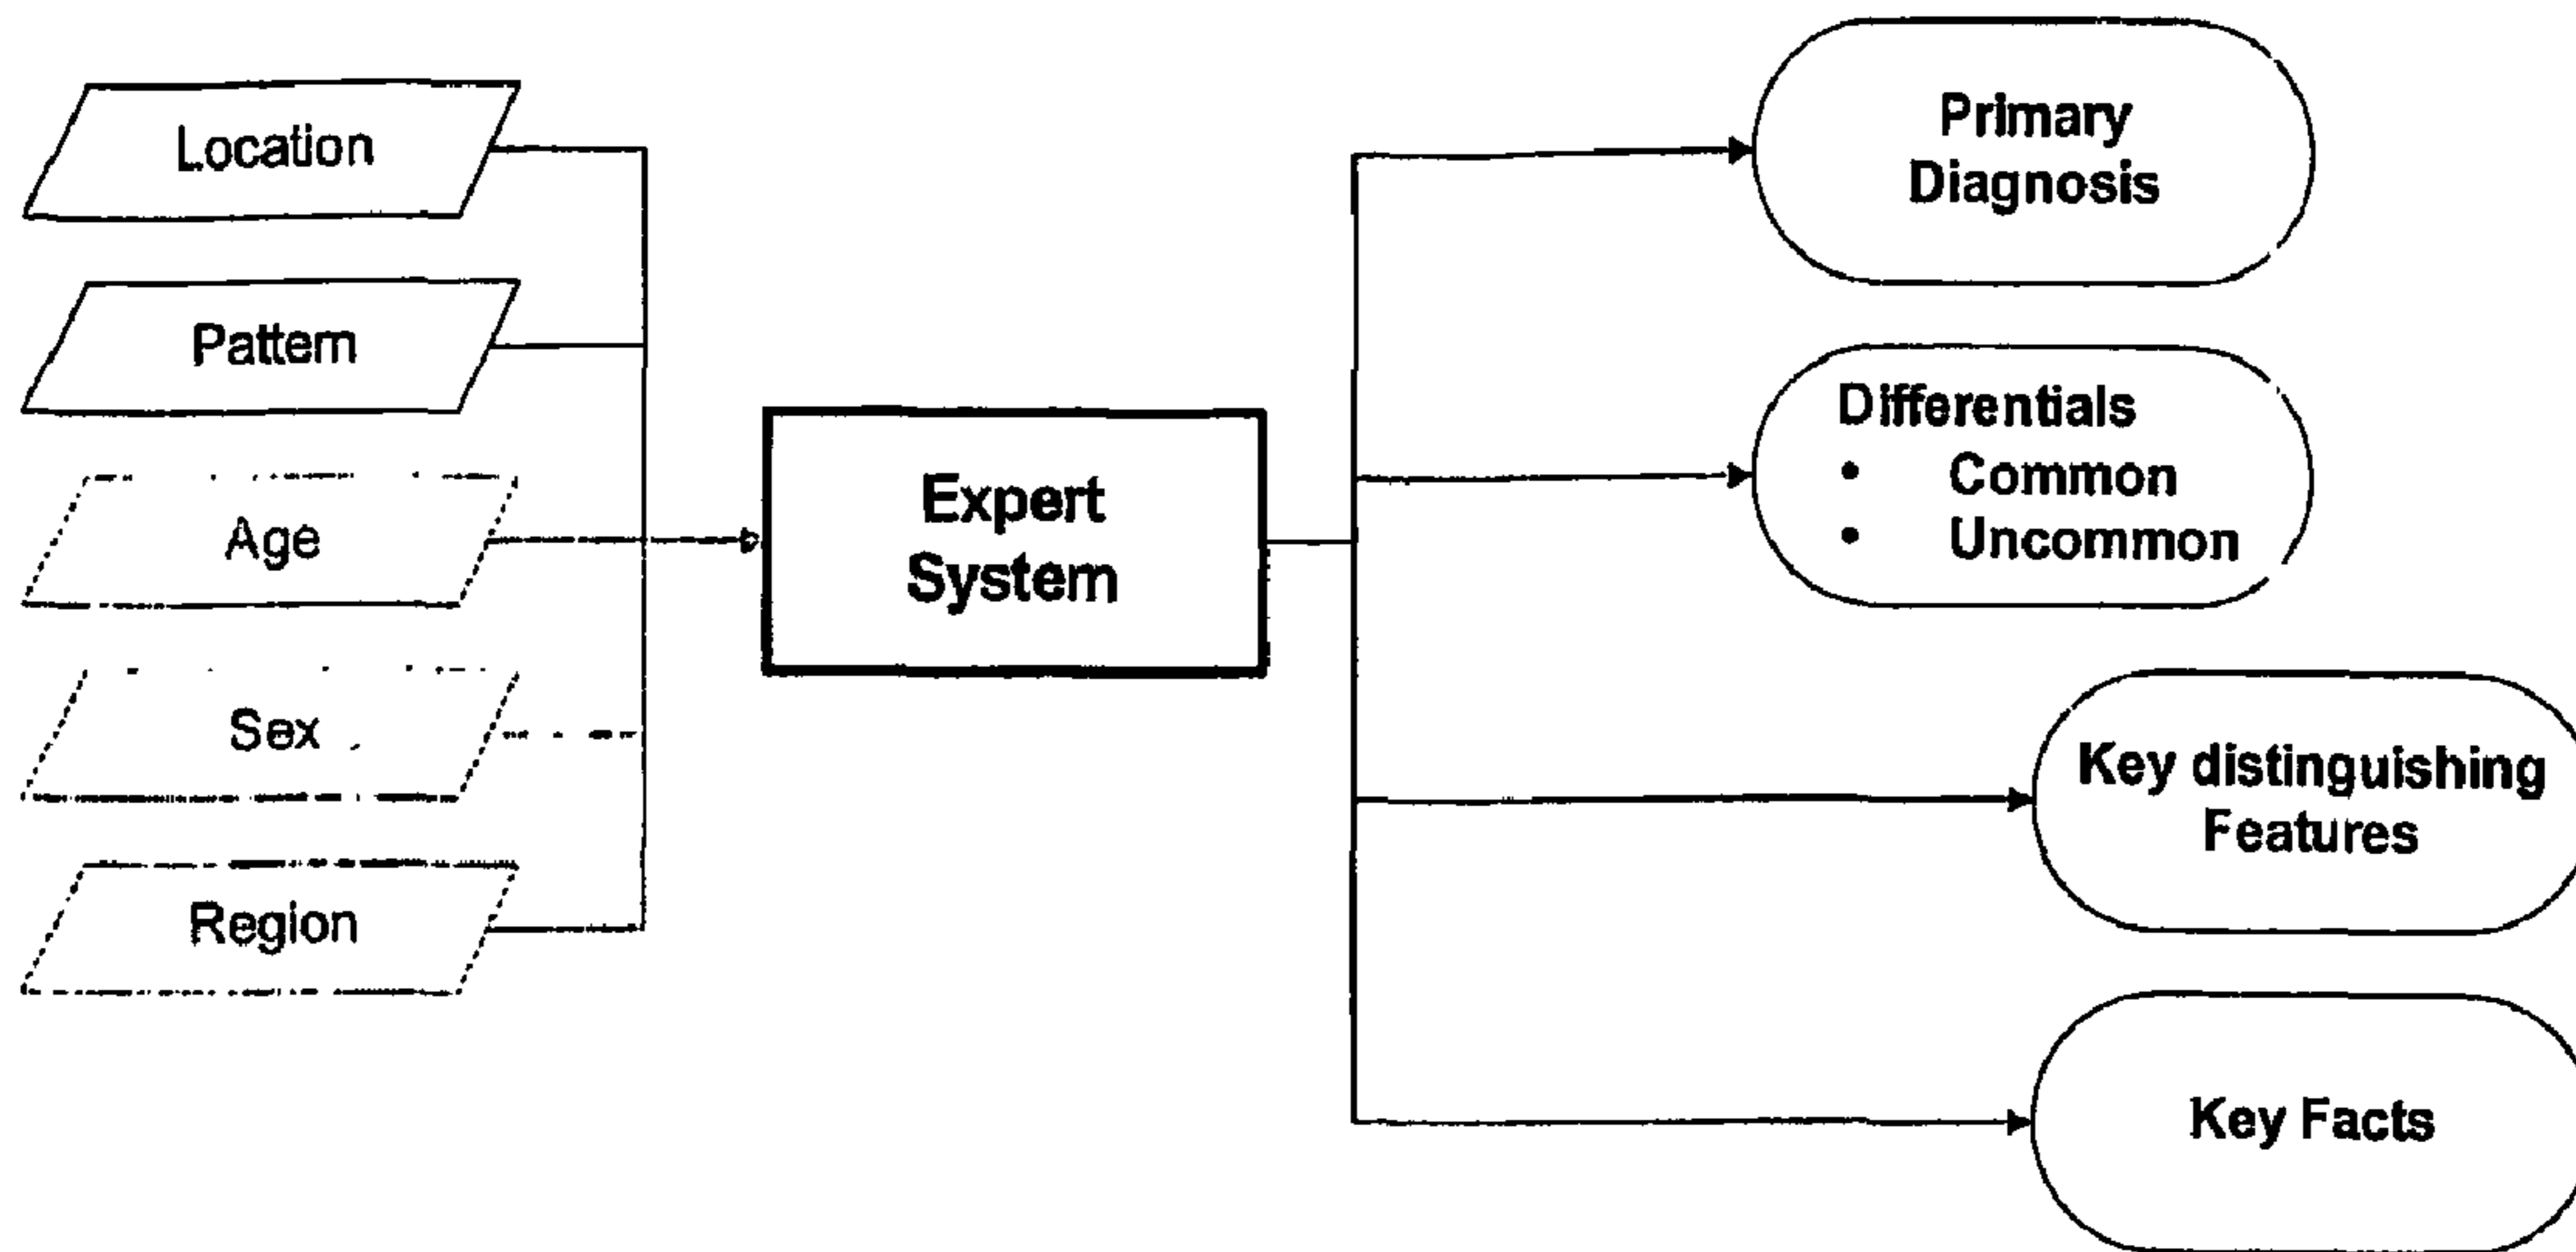 Location
Pattern
Age
Sex
Region
Expert
System
Primary
Diagnosis
Differentials
• Common
• Uncommon
Key distinguishing
Features
Key Facts